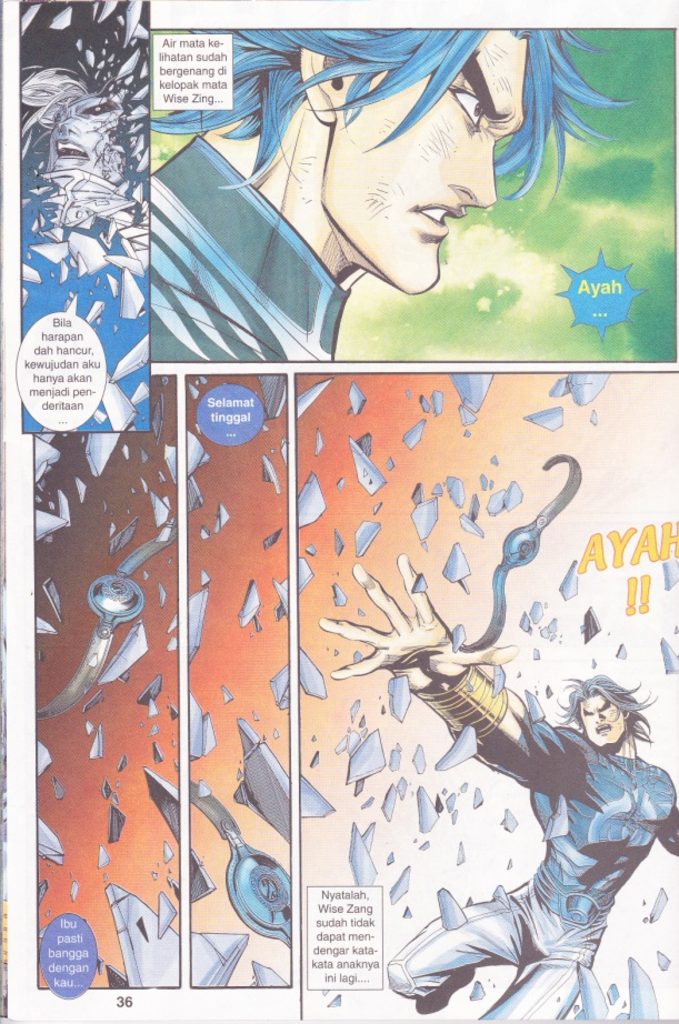 Air mata ke-
lihatan sudah
bergenang di
kelopak mata
Wise Zing...
Ayah
...
Bila
harapan
dah hancur,
kewujudan aku
hanya akan
menjadi pen-
deritaan
...
Selamat
tinggal
...
AYAH
!!
Ibu
pasti
bangga
dengan
kau...
Nyatalah,
Wise Zang
sudah tidak
dapat men-
dengar kata-
kata anaknya
ini lagi....
36